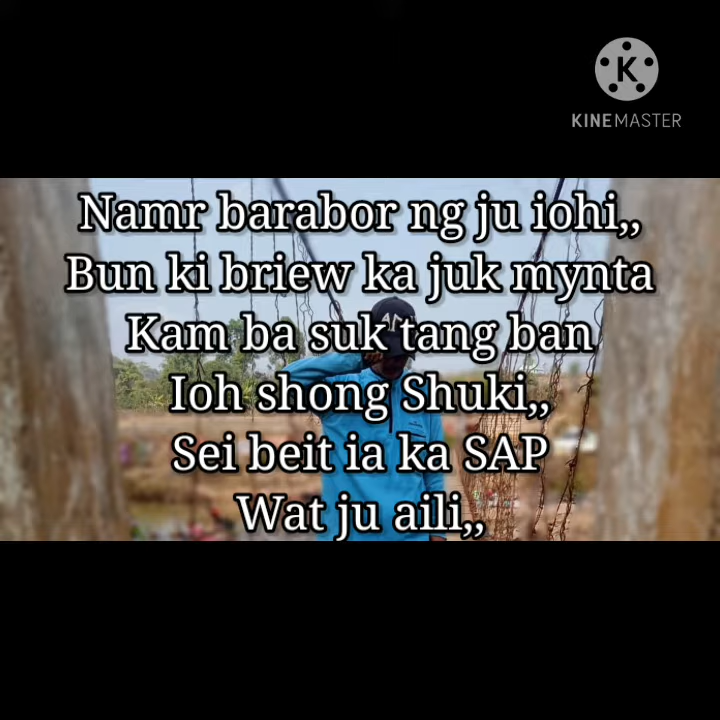 KINEMASTER
Namr barabor ng ju iohi,,
Bun ki briew ka juk mynta
Kam ba suk tang ban
Ioh shong Shuki,,
Sei beit ia ka SAP
Wat ju aili,,